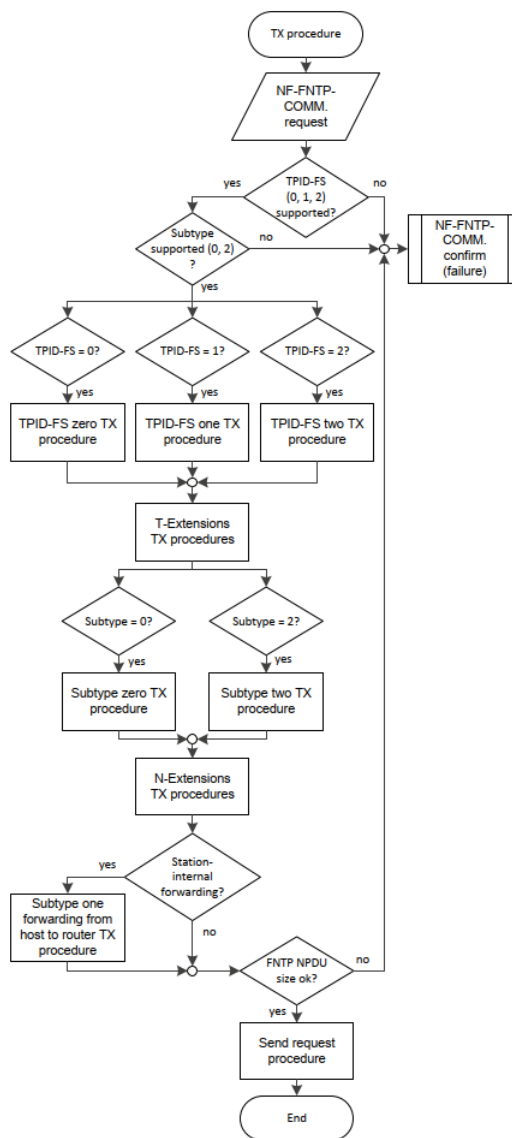 TX procedure
NF-FNTP-
COMM.
request
yes
TPID-FS
(0, 1, 2)
supported?
no
Subtype
supported (0, 2)
?
no
NF-FNTP-
COMM.
confirm
(failure)
yes
TPID-FS = 0?
TPID-FS = 1?
TPID-FS = 2?
yes
yes
yes
TPID-FS zero TX
procedure
TPID-FS one TX
procedure
TPID-FS two TX
procedure
T-Extensions
TX procedures
Subtype = 0?
Subtype = 2?
yes
yes
Subtype zero TX
procedure
Subtype two TX
procedure
N-Extensions
TX procedures
yes
Station-
internal
forwarding?
Subtype one
forwarding from
host to router TX
procedure
no
FNTP NPDU
size ok?
no
yes
Send request
procedure
End